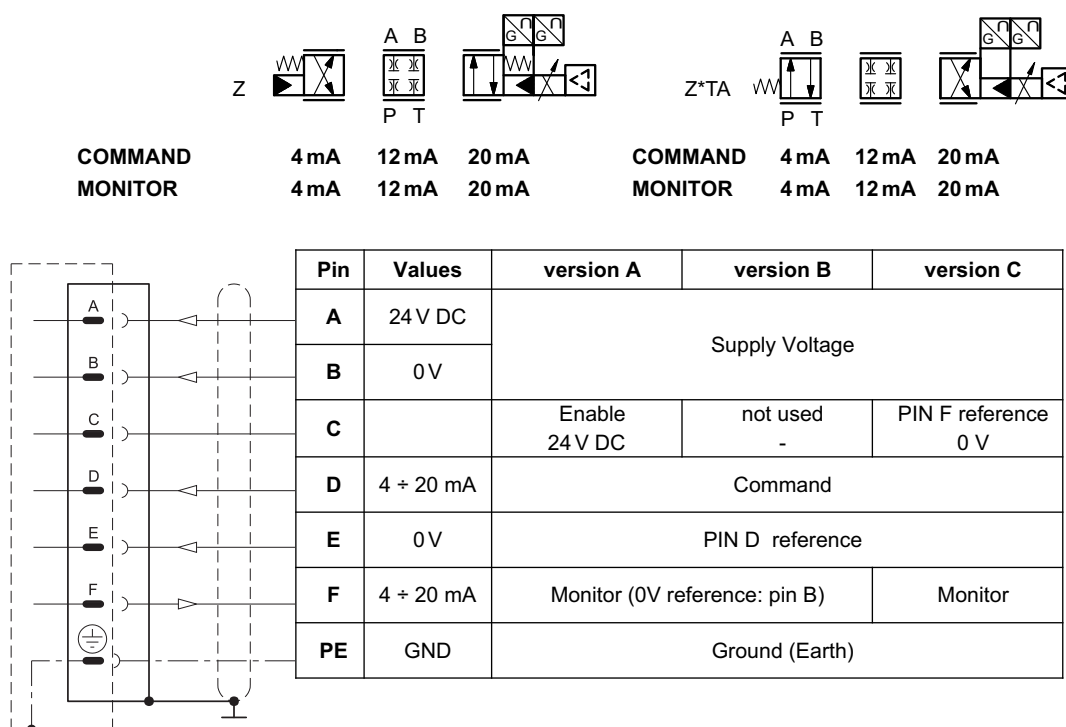 A B
G G
Z
P T
COMMAND 4 mA 12 mA 20 mA
MONITOR 4 mA 12 mA 20 mA
A B
G G
Z*TA
P T
COMMAND 4 mA 12 mA 20 mA
MONITOR 4 mA 12 mA 20 mA
A
B
C
D
E
F
Pin Values version A version B version C
A 24 V DC Supply Voltage
B 0 V
C Enable not used PIN F reference
24 V DC - 0 V
D 4 ÷ 20 mA Command
E 0 V PIN D reference
F 4 ÷ 20 mA Monitor (0V reference: pin B) Monitor
PE GND Ground (Earth)